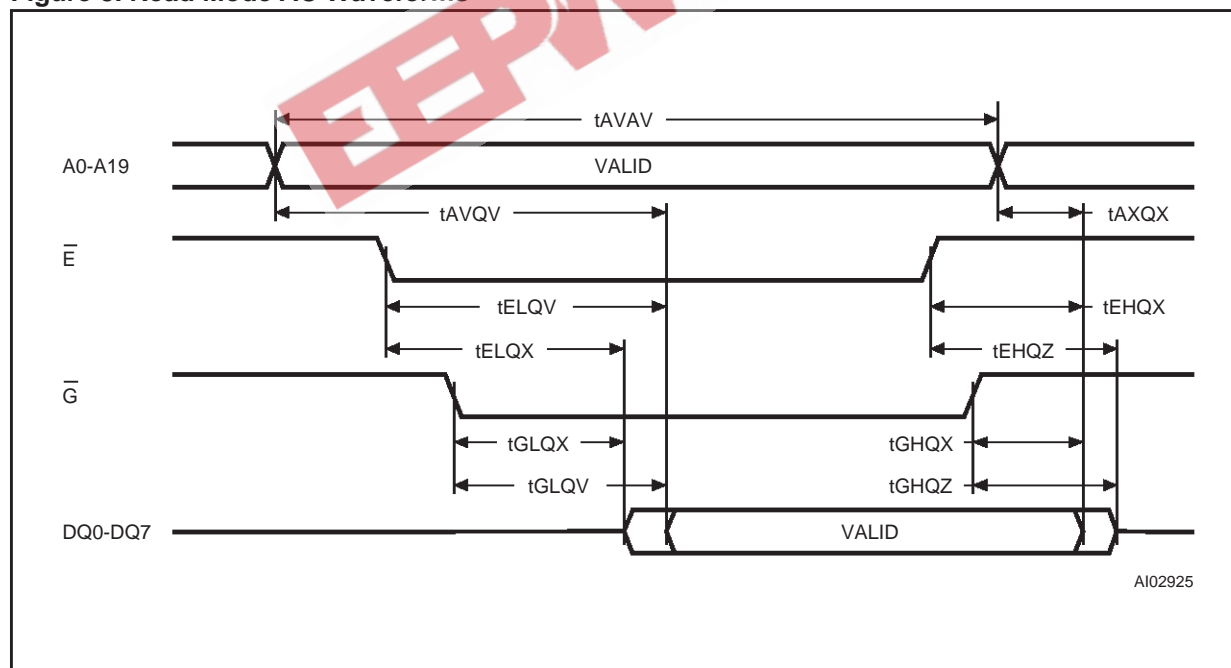 tAVAV
A0-A19 VALID
tAVQV tAXQX
E
tELQV tEHQX
tELQX tEHQZ
G
tGLQX tGHQX
tGLQV tGHQZ
DQ0-DQ7 VALID
AI02925